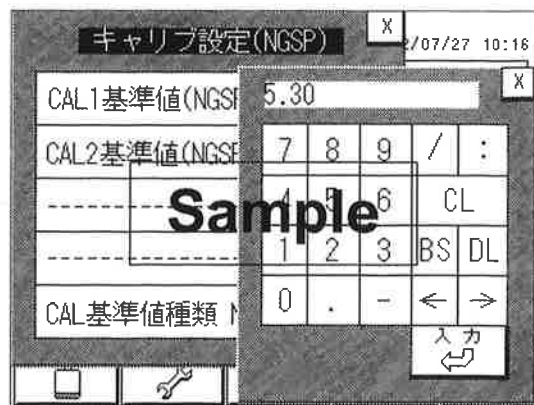 キャリブ設定(NGSP)
X
2/07/27 10:16
X
CAL1基準値(NGSP
5.30
CAL2基準値(NGSP
7 8 9 / :
4 5 6 CL
Sample
1 2 3 BS DL
0 . - ← →
CAL基準値種類 N
入力